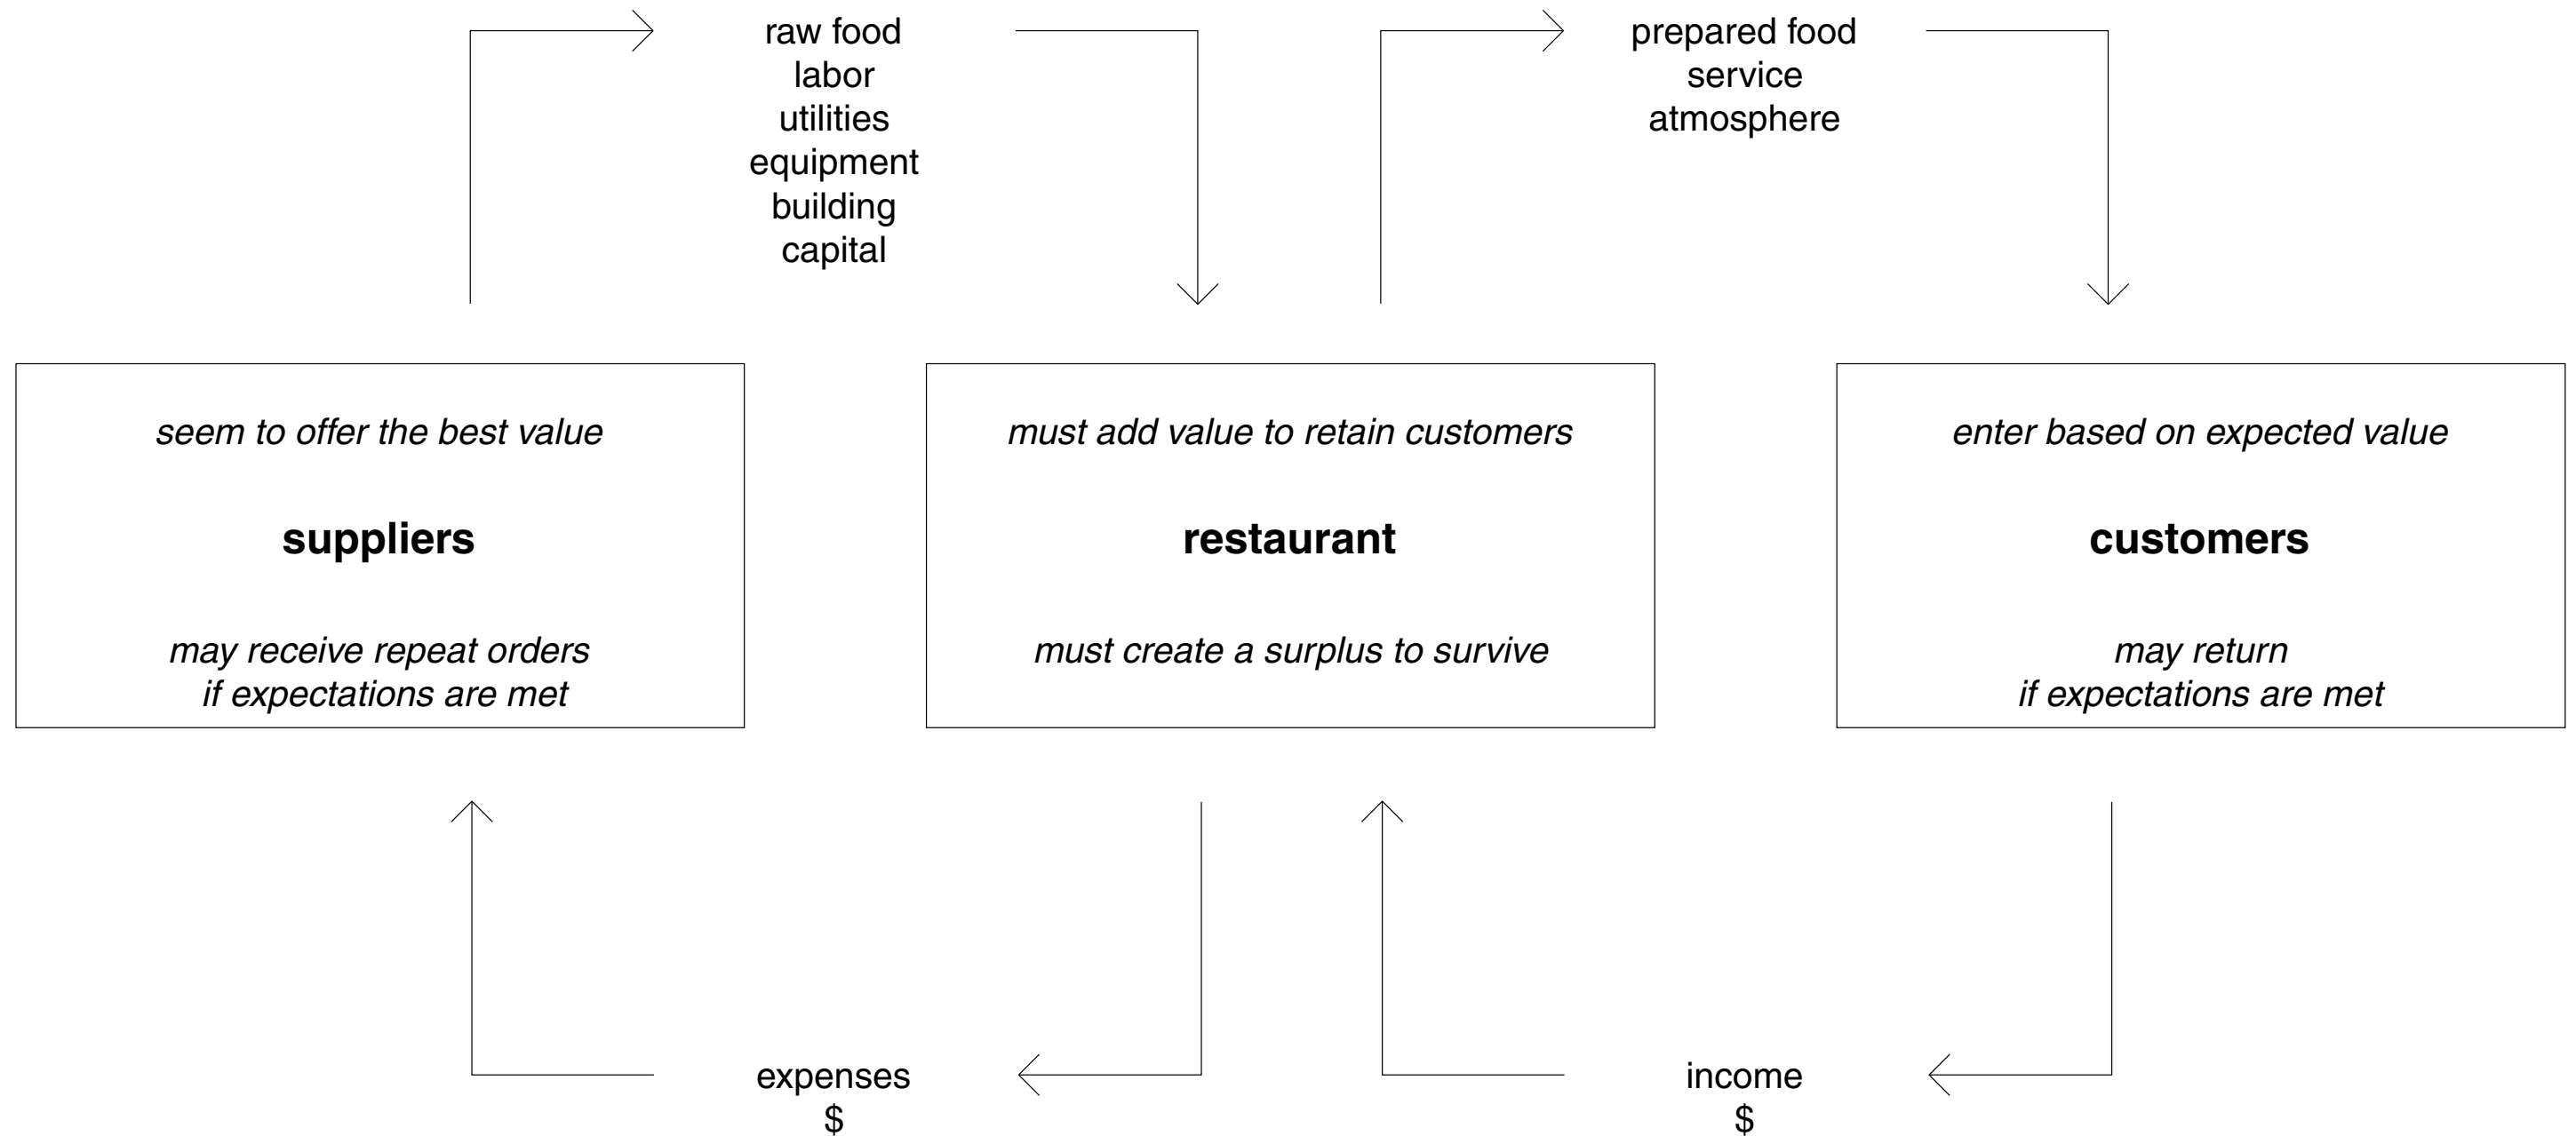 raw food
labor
utilities
equipment
building
capital
prepared food
service
atmosphere
seem to offer the best value
suppliers
may receive repeat orders
if expectations are met
must add value to retain customers
restaurant
must create a surplus to survive
enter based on expected value
customers
may return
if expectations are met
expenses
$
income
$